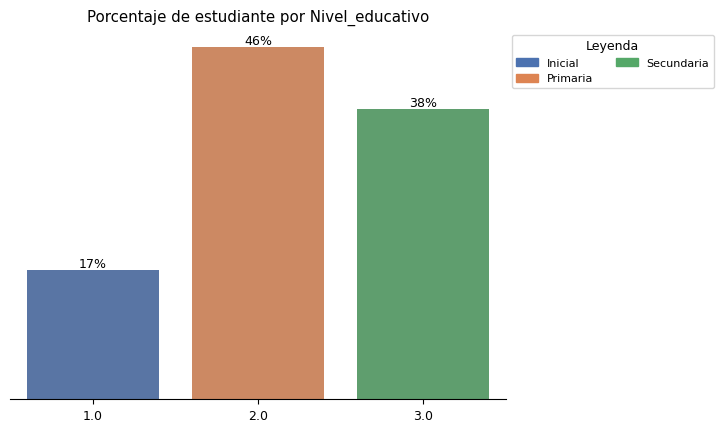 Porcentaje de estudiante por Nivel_educativo
46%
38%
17%
1.0 2.0 3.0
Leyenda
Inicial Secundaria
Primaria